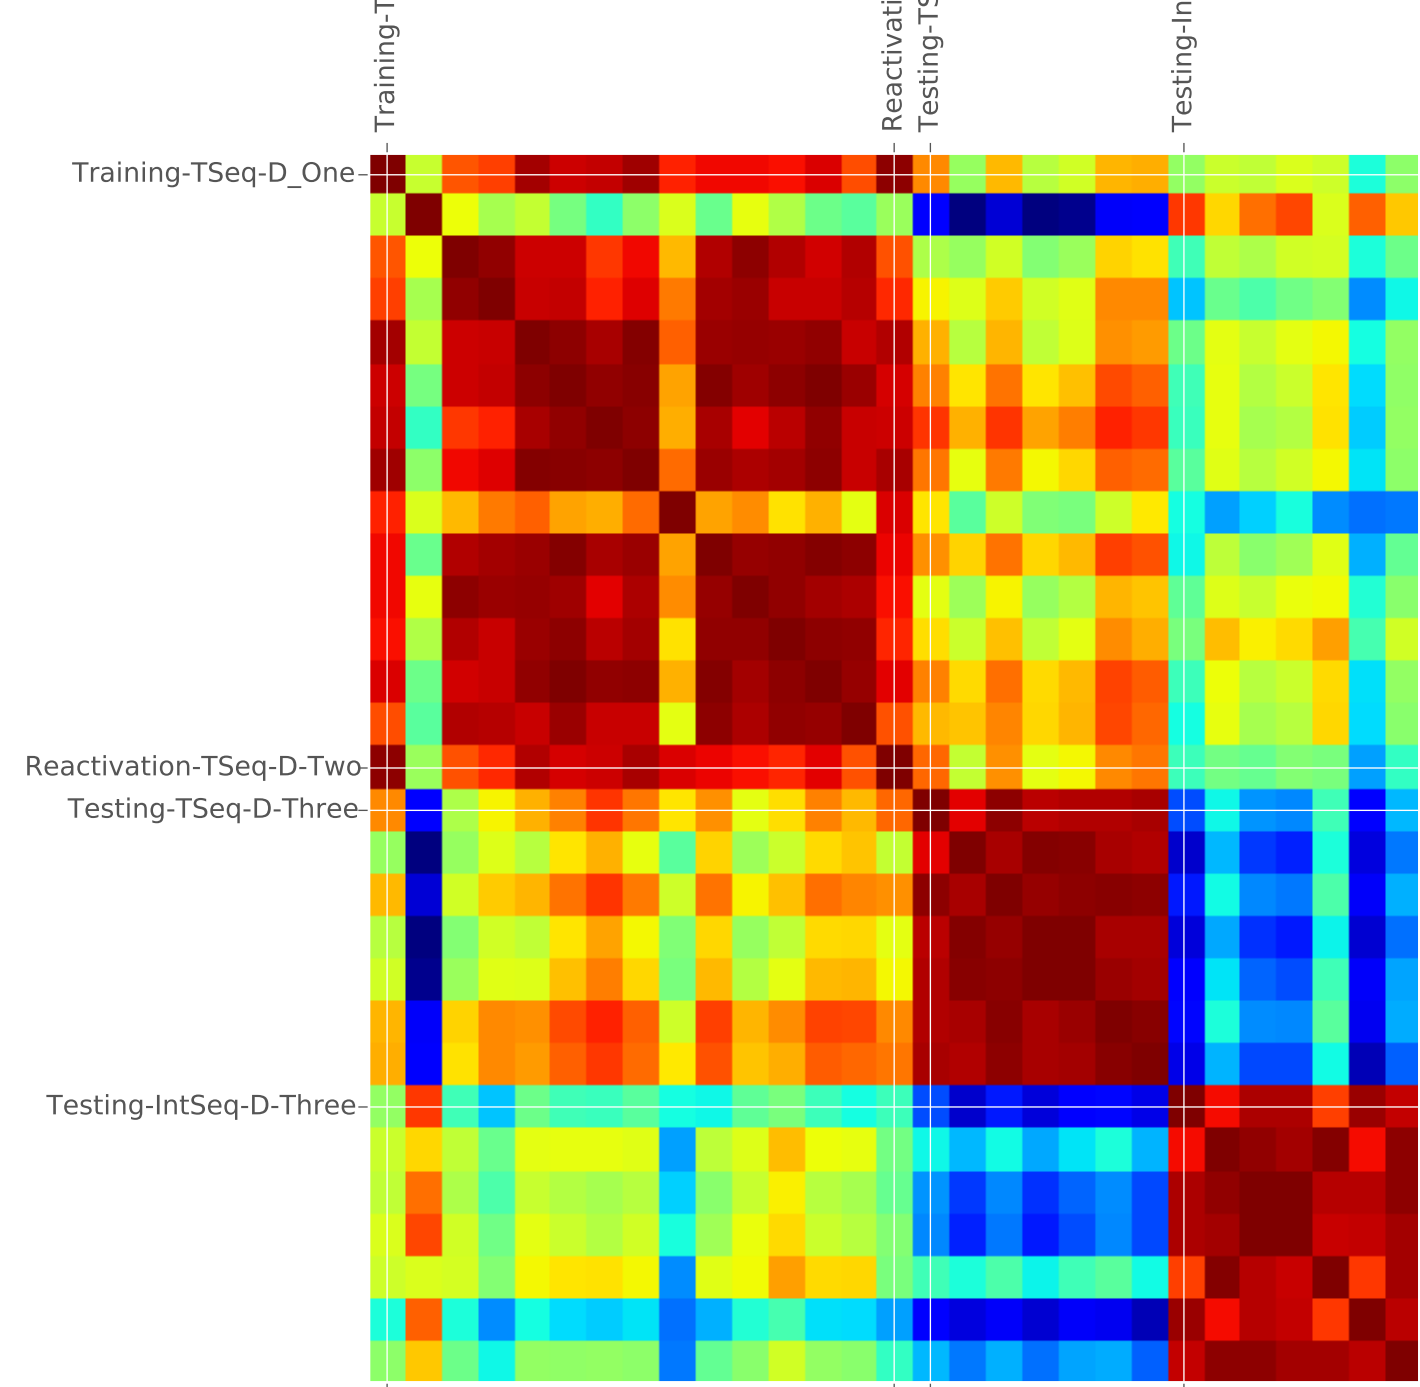 Training-T
Reactivati
Testing-TS
Testing-In
Training-TSeq-D_One
Reactivation-TSeq-D-Two
Testing-TSeq-D-Three
Testing-IntSeq-D-Three